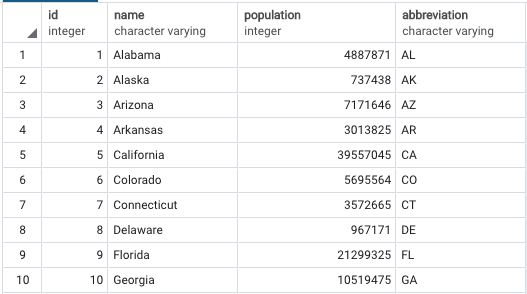 id name population abbreviation
integer character varying integer character varying
1 1 Alabama 4887871 AL
2 2 Alaska 737438 AK
3 3 Arizona 7171646 AZ
4 4 Arkansas 3013825 AR
5 5 California 39557045 CA
6 6 Colorado 5695564 CO
7 7 Connecticut 3572665 CT
8 8 Delaware 967171 DE
9 9 Florida 21299325 FL
10 10 Georgia 10519475 GA